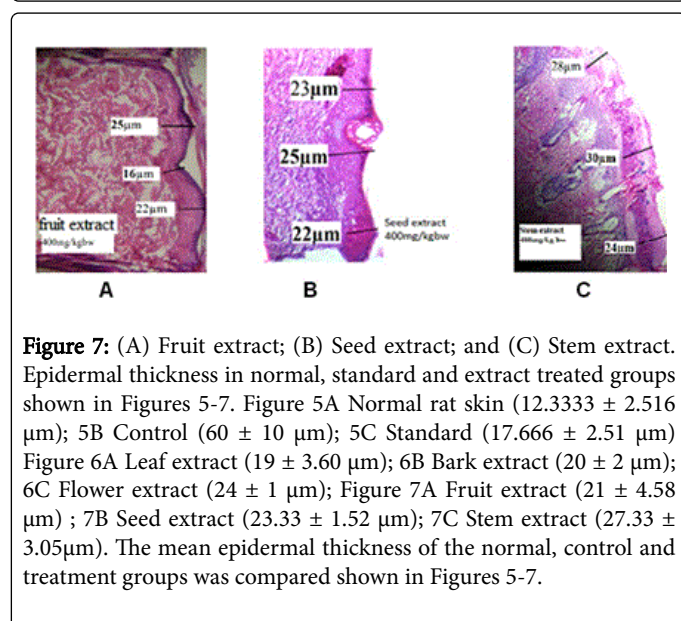 25µm
16µm
22µm
fruit extract
400mg/kgbw
A
23µm
25µm
22µm
Seed extract
400mg/kgbw
B
28µm
30µm
24µm
Stem extract
400mg/kg bw
C
Figure 7: (A) Fruit extract; (B) Seed extract; and (C) Stem extract.
Epidermal thickness in normal, standard and extract treated groups
shown in Figures 5-7. Figure 5A Normal rat skin (12.3333 ± 2.516
µm); 5B Control (60 ± 10 µm); 5C Standard (17.666 ± 2.51 µm)
Figure 6A Leaf extract (19 ± 3.60 µm); 6B Bark extract (20 ± 2 µm);
6C Flower extract (24 ± 1 µm); Figure 7A Fruit extract (21 ± 4.58
µm) ; 7B Seed extract (23.33 ± 1.52 µm); 7C Stem extract (27.33 ±
3.05µm). The mean epidermal thickness of the normal, control and
treatment groups was compared shown in Figures 5-7.